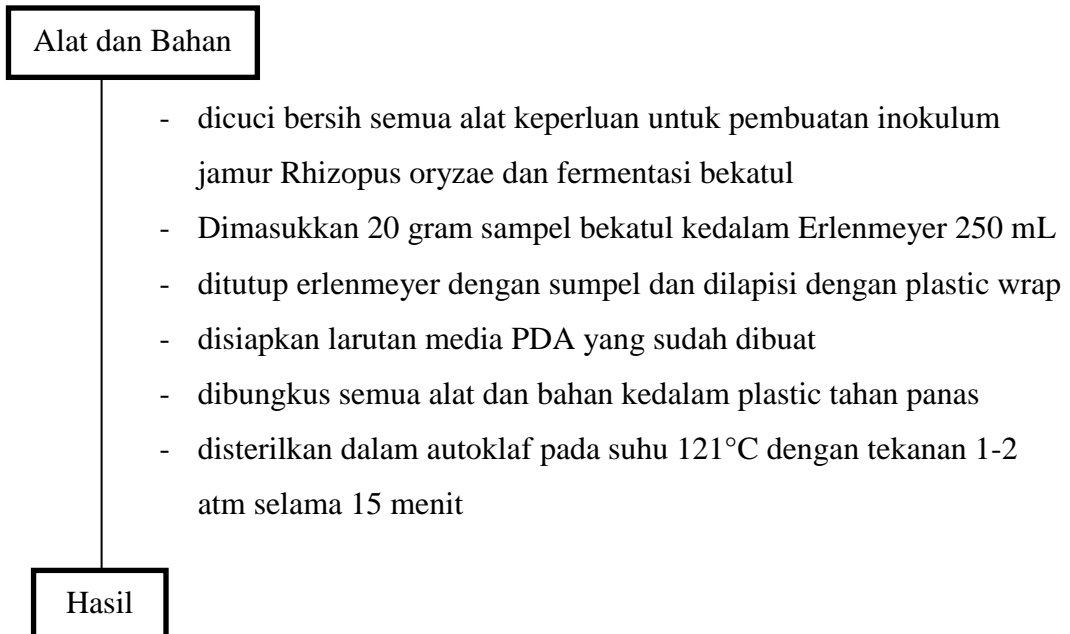 Alat dan Bahan
- dicuci bersih semua alat keperluan untuk pembuatan inokulum
jamur Rhizopus oryzae dan fermentasi bekatul
- Dimasukkan 20 gram sampel bekatul kedalam Erlenmeyer 250 mL
- ditutup erlenmeyer dengan sumpel dan dilapisi dengan plastic wrap
- disiapkan larutan media PDA yang sudah dibuat
- dibungkus semua alat dan bahan kedalam plastic tahan panas
- disterilkan dalam autoklaf pada suhu 121°C dengan tekanan 1-2
atm selama 15 menit
Hasil